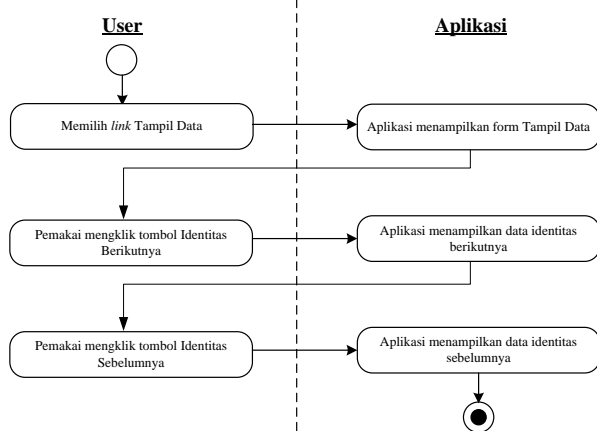 User
Aplikasi
Memilih link Tampil Data
Aplikasi menampilkan form Tampil Data
Pemakai mengklik tombol Identitas
Berikutnya
Aplikasi menampilkan data identitas
berikutnya
Pemakai mengklik tombol Identitas
Sebelumnya
Aplikasi menampilkan data identitas
sebelumnya